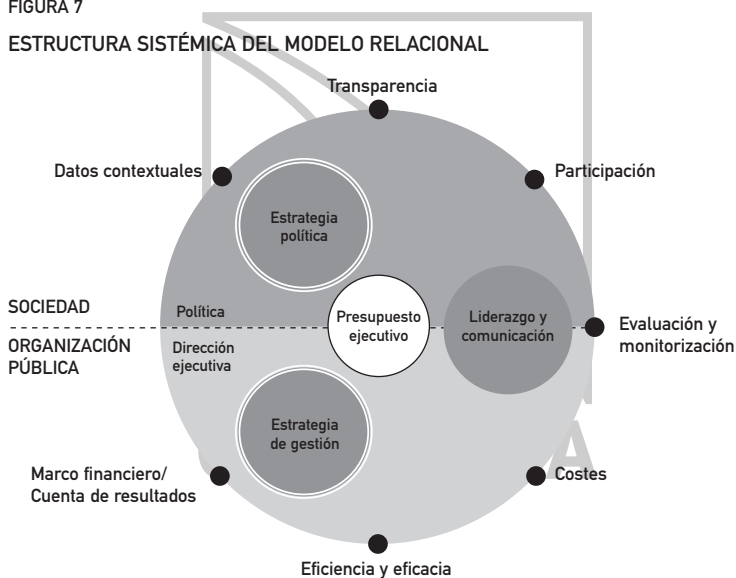 FIGURA 7
ESTRUCTURA SISTÉMICA DEL MODELO RELACIONAL
Transparencia
Datos contextuales
Participación
Estrategia
política
SOCIEDAD
Política
Presupuesto
ejecutivo
Liderazgo y
comunicación
Evaluación y
monitorización
ORGANIZACIÓN
PÚBLICA
Dirección
ejecutiva
Estrategia
de gestión
Marco financiero/
Cuenta de resultados
Costes
Eficiencia y eficacia